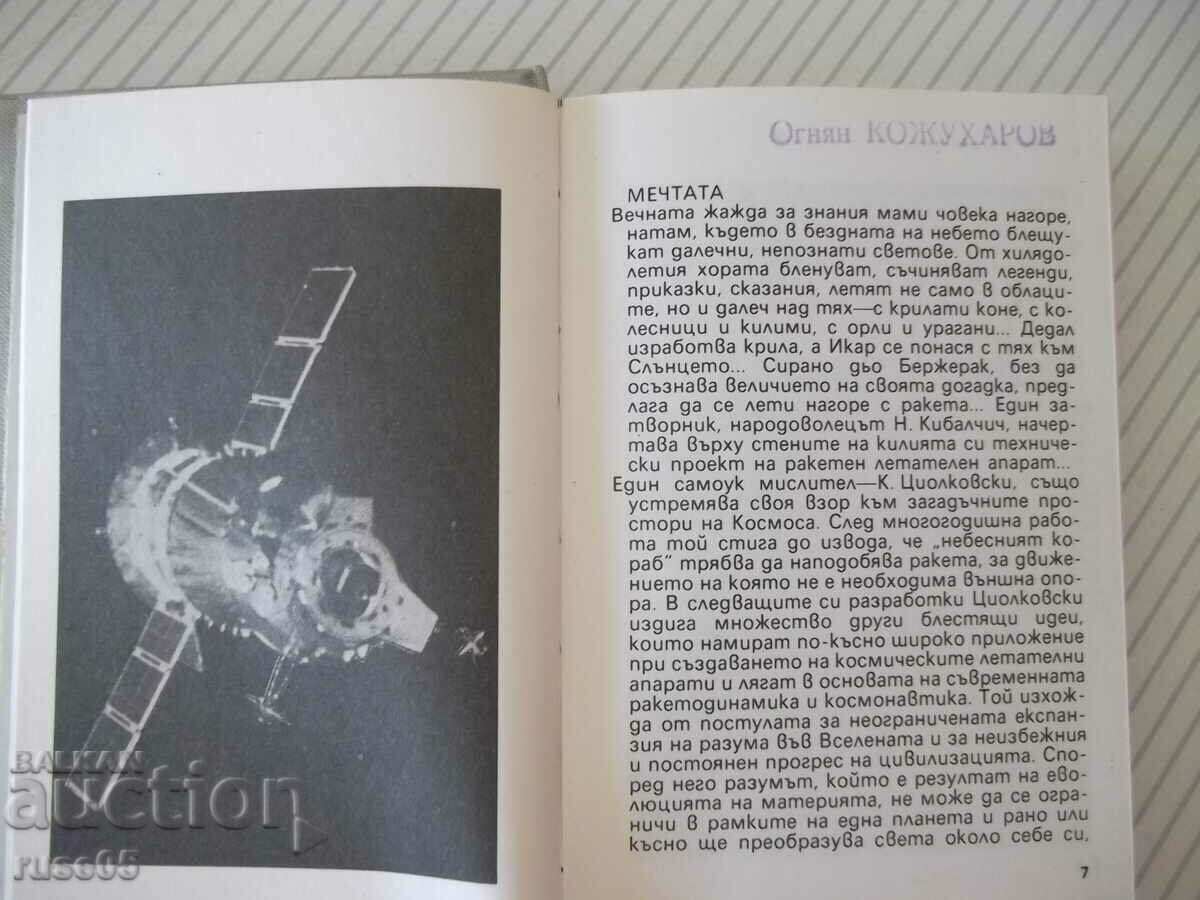 Огнян КОЖУХАРОВ
МЕЧТАТА
Вечната жажда за знания мами човека нагоре,
натам, където в бездната на небето блещу-
кат далечни, непознати светове. От хилядо-
летия хората бленуват, съчиняват легенди,
приказки, сказания, летят не само в облаци-
те, но и далеч над тях—с крилати коне, с ко-
лесници и килими, с орли и урагани... Дедал
изработва крила, а Икар се понася с тях към
Слънцето... Сирано дьо Бержерак, без да
осъзнава величието на своята догадка, пред-
лага да се лети нагоре с ракета... Един за-
творник, народоволецът Н. Кибалчич, начер-
тава върху стените на килията си техниче-
ски проект на ракетен летателен апарат...
Един самоук мислител—К. Циолковски, също
устремява своя взор към загадъчните про-
стори на Космоса. След многогодишна рабо-
та той стига до извода, че „небесният ко-
раб" трябва да наподобява ракета, за движе-
нието на която не е необходима външна опо-
ра. В следващите си разработки Циолковски
издига множество други блестящи идеи,
които намират по-късно широко приложение
при създаването на космическите летателни
апарати и лягат в основата на съвременната
ракетодинамика и космонавтика. Той изхож-
да от постулата за неограничената експан-
зия на разума във Вселената и за неизбежния
и постоянен прогрес на цивилизацията. Спо-
ред него разумът, който е резултат на ево-
люцията на материята, не може да се огра-
ничи в рамките на една планета и рано или
късно ще преобразува света около себе си,
7
BALKAN
auction
rusc05